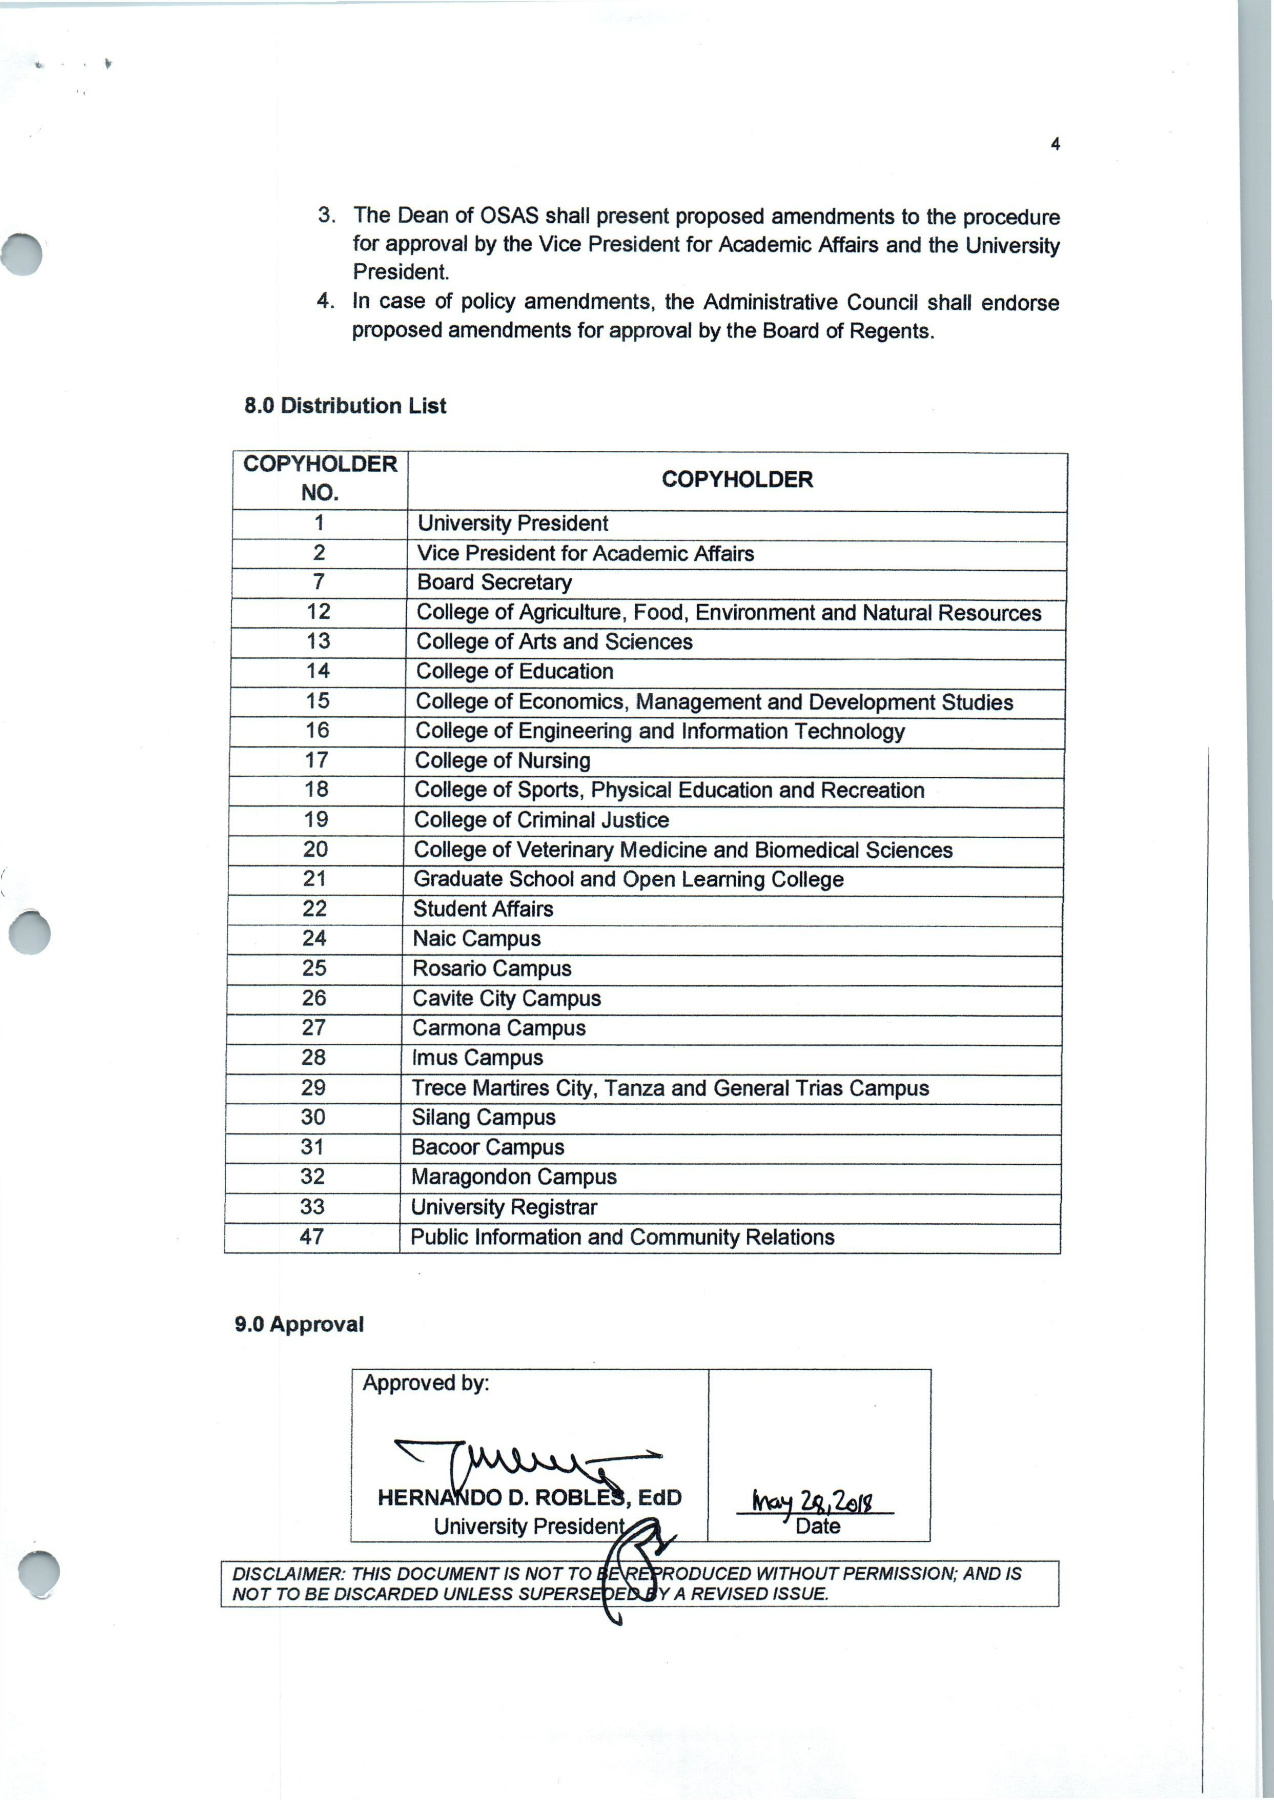 4
3. The Dean of OSAS shall present proposed amendments to the procedure
for approval by the Vice President for Academic Affairs and the University
President.
4. In case of policy amendments, the Administrative Council shall endorse
proposed amendments for approval by the Board of Regents.
8.0 Distribution List
COPYHOLDER NO. COPYHOLDER
1 University President
2 Vice President for Academic Affairs
7 Board Secretary
12 College of Agriculture, Food, Environment and Natural Resources
13 College of Arts and Sciences
14 College of Education
15 College of Economics, Management and Development Studies
16 College of Engineering and Information Technology
17 College of Nursing
18 College of Sports, Physical Education and Recreation
19 College of Criminal Justice
20 College of Veterinary Medicine and Biomedical Sciences
21 Graduate School and Open Learning College
22 Student Affairs
24 Naic Campus
25 Rosario Campus
26 Cavite City Campus
27 Carmona Campus
28 Imus Campus
29 Trece Martires City, Tanza and General Trias Campus
30 Silang Campus
31 Bacoor Campus
32 Maragondon Campus
33 University Registrar
47 Public Information and Community Relations
9.0 Approval
Approved by:
HERNANDO D. ROBLES, EdD
University President
May 28, 2018
Date
DISCLAIMER: THIS DOCUMENT IS NOT TO BE REPRODUCED WITHOUT PERMISSION; AND IS
NOT TO BE DISCARDED UNLESS SUPERSEDED BY A REVISED ISSUE.